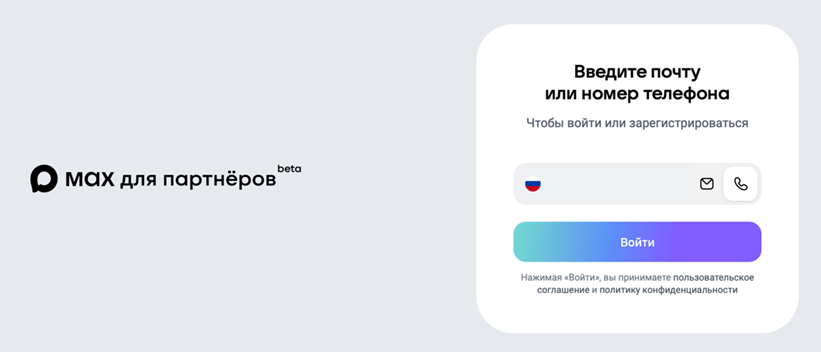 max для партнёров beta
Введите почту
или номер телефона
Чтобы войти или зарегистрироваться
Войти
Нажимая «Войти», вы принимаете пользовательское
соглашение и политику конфиденциальности